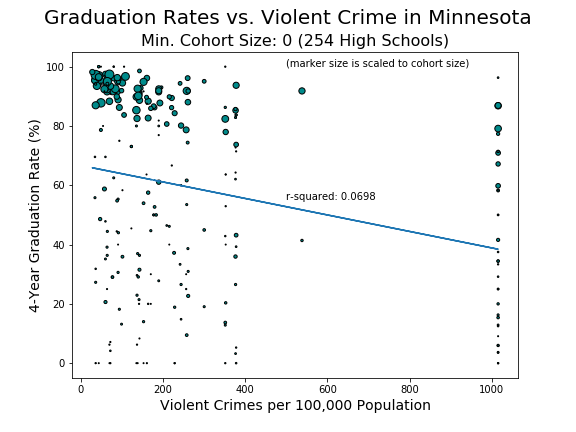 Graduation Rates vs. Violent Crime in Minnesota
Min. Cohort Size: 0 (254 High Schools)
(marker size is scaled to cohort size)
r-squared: 0.0698
4-Year Graduation Rate (%)
100
80
60
40
20
0
0 200 400 600 800 1000
Violent Crimes per 100,000 Population